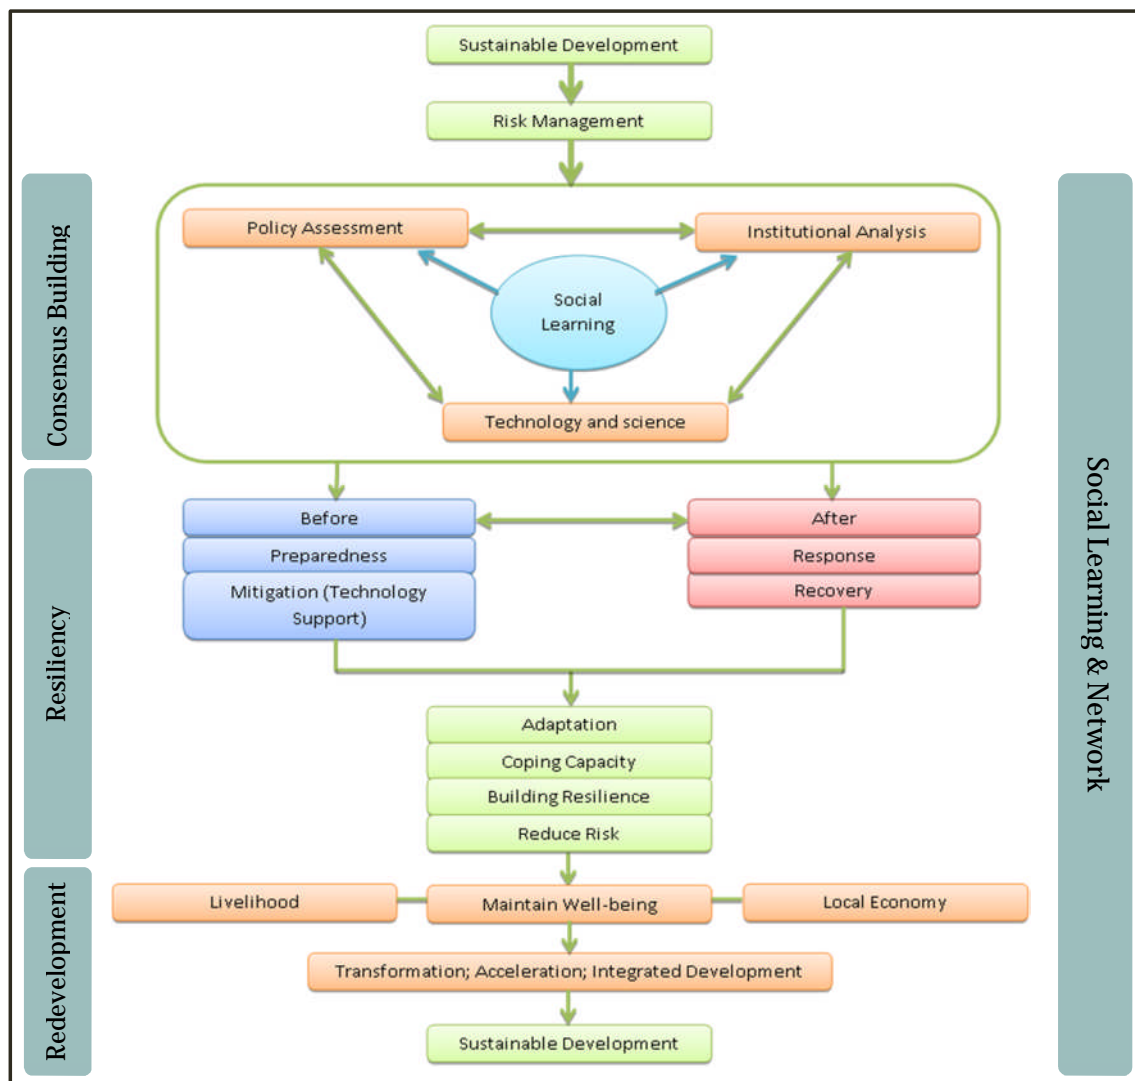 Sustainable Development
Risk Management
Consensus Building
Policy Assessment
Institutional Analysis
Social
Learning
Technology and science
Resiliency
Before
After
Preparedness
Response
Mitigation (Technology
Support)
Recovery
Adaptation
Coping Capacity
Building Resilience
Reduce Risk
Redevelopment
Livelihood
Maintain Well-being
Local Economy
Transformation; Acceleration; Integrated Development
Sustainable Development
Social Learning & Network